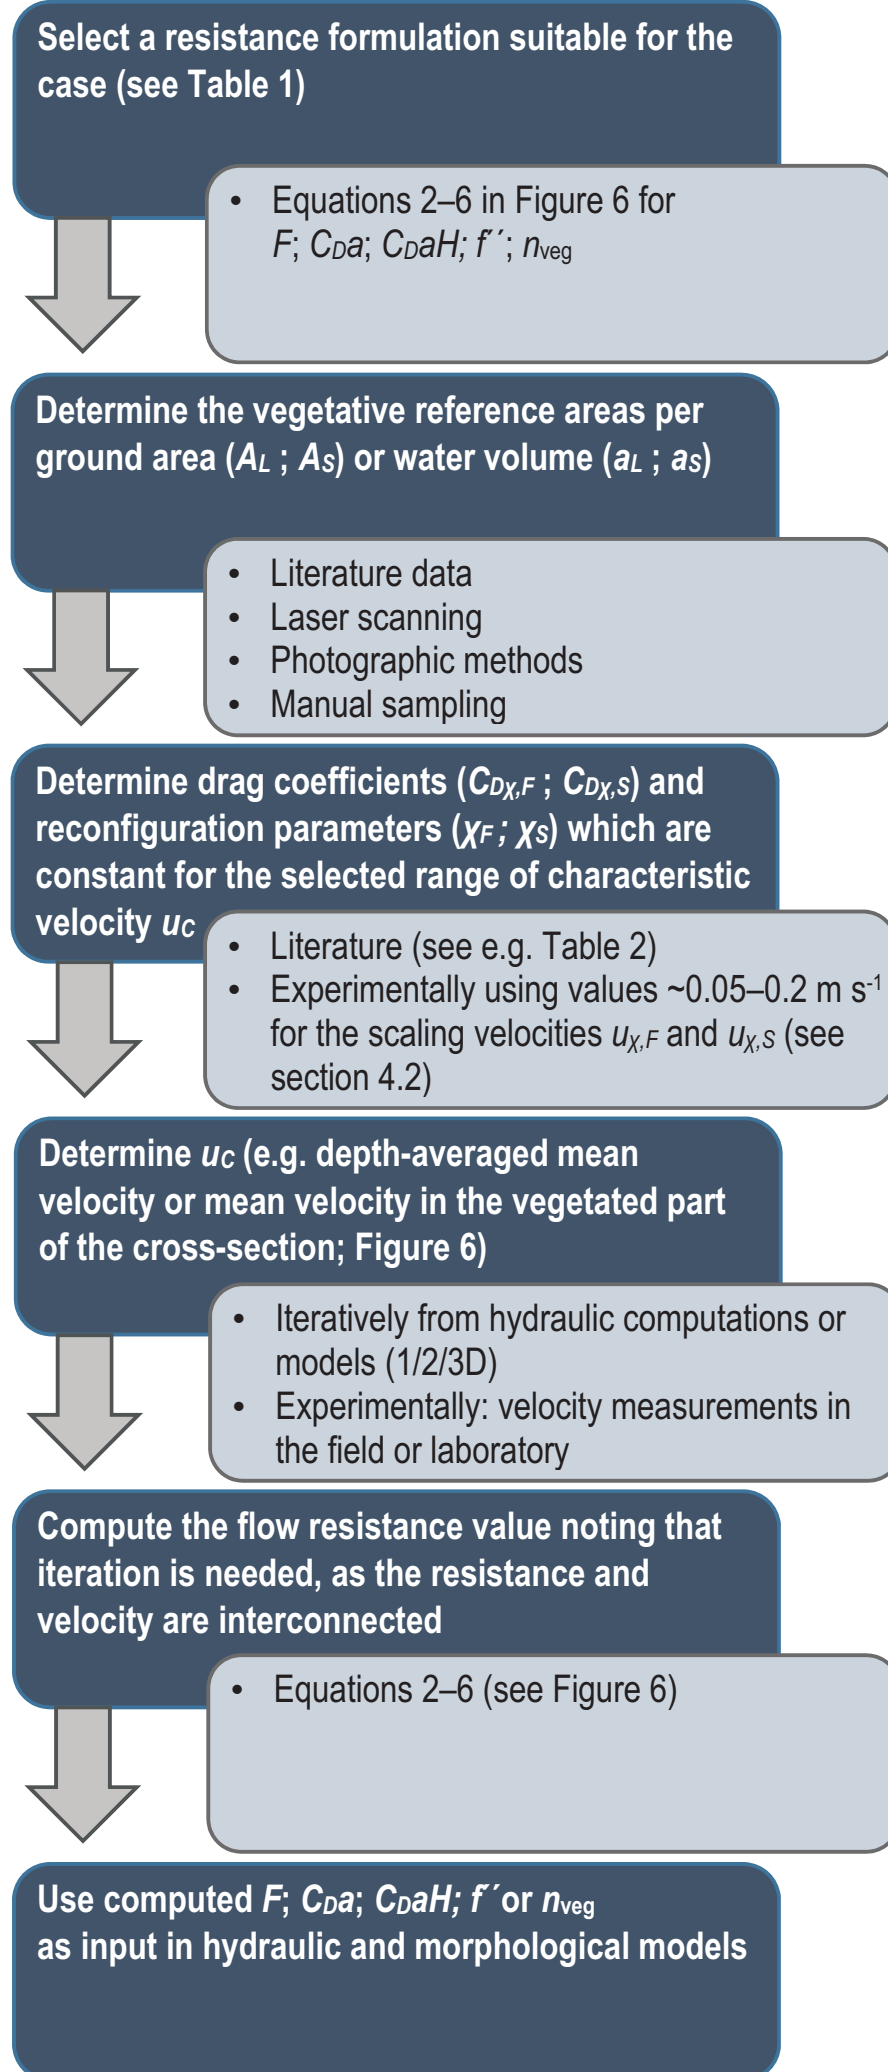 Select a resistance formulation suitable for the
case (see Table 1)
• Equations 2–6 in Figure 6 for
F; CDa; CDaH; f´´; nveg
Determine the vegetative reference areas per
ground area (AL ; AS) or water volume (aL ; aS)
• Literature data
• Laser scanning
• Photographic methods
• Manual sampling
Determine drag coefficients (CDχ,F ; CDχ,S) and
reconfiguration parameters (χF ; χS) which are
constant for the selected range of characteristic
velocity uC
• Literature (see e.g. Table 2)
• Experimentally using values ~0.05–0.2 m s-1
for the scaling velocities uχ,F and uχ,S (see
section 4.2)
Determine uC (e.g. depth-averaged mean
velocity or mean velocity in the vegetated part
of the cross-section; Figure 6)
• Iteratively from hydraulic computations or
models (1/2/3D)
• Experimentally: velocity measurements in
the field or laboratory
Compute the flow resistance value noting that
iteration is needed, as the resistance and
velocity are interconnected
• Equations 2–6 (see Figure 6)
Use computed F; CDa; CDaH; f´´ or nveg
as input in hydraulic and morphological models